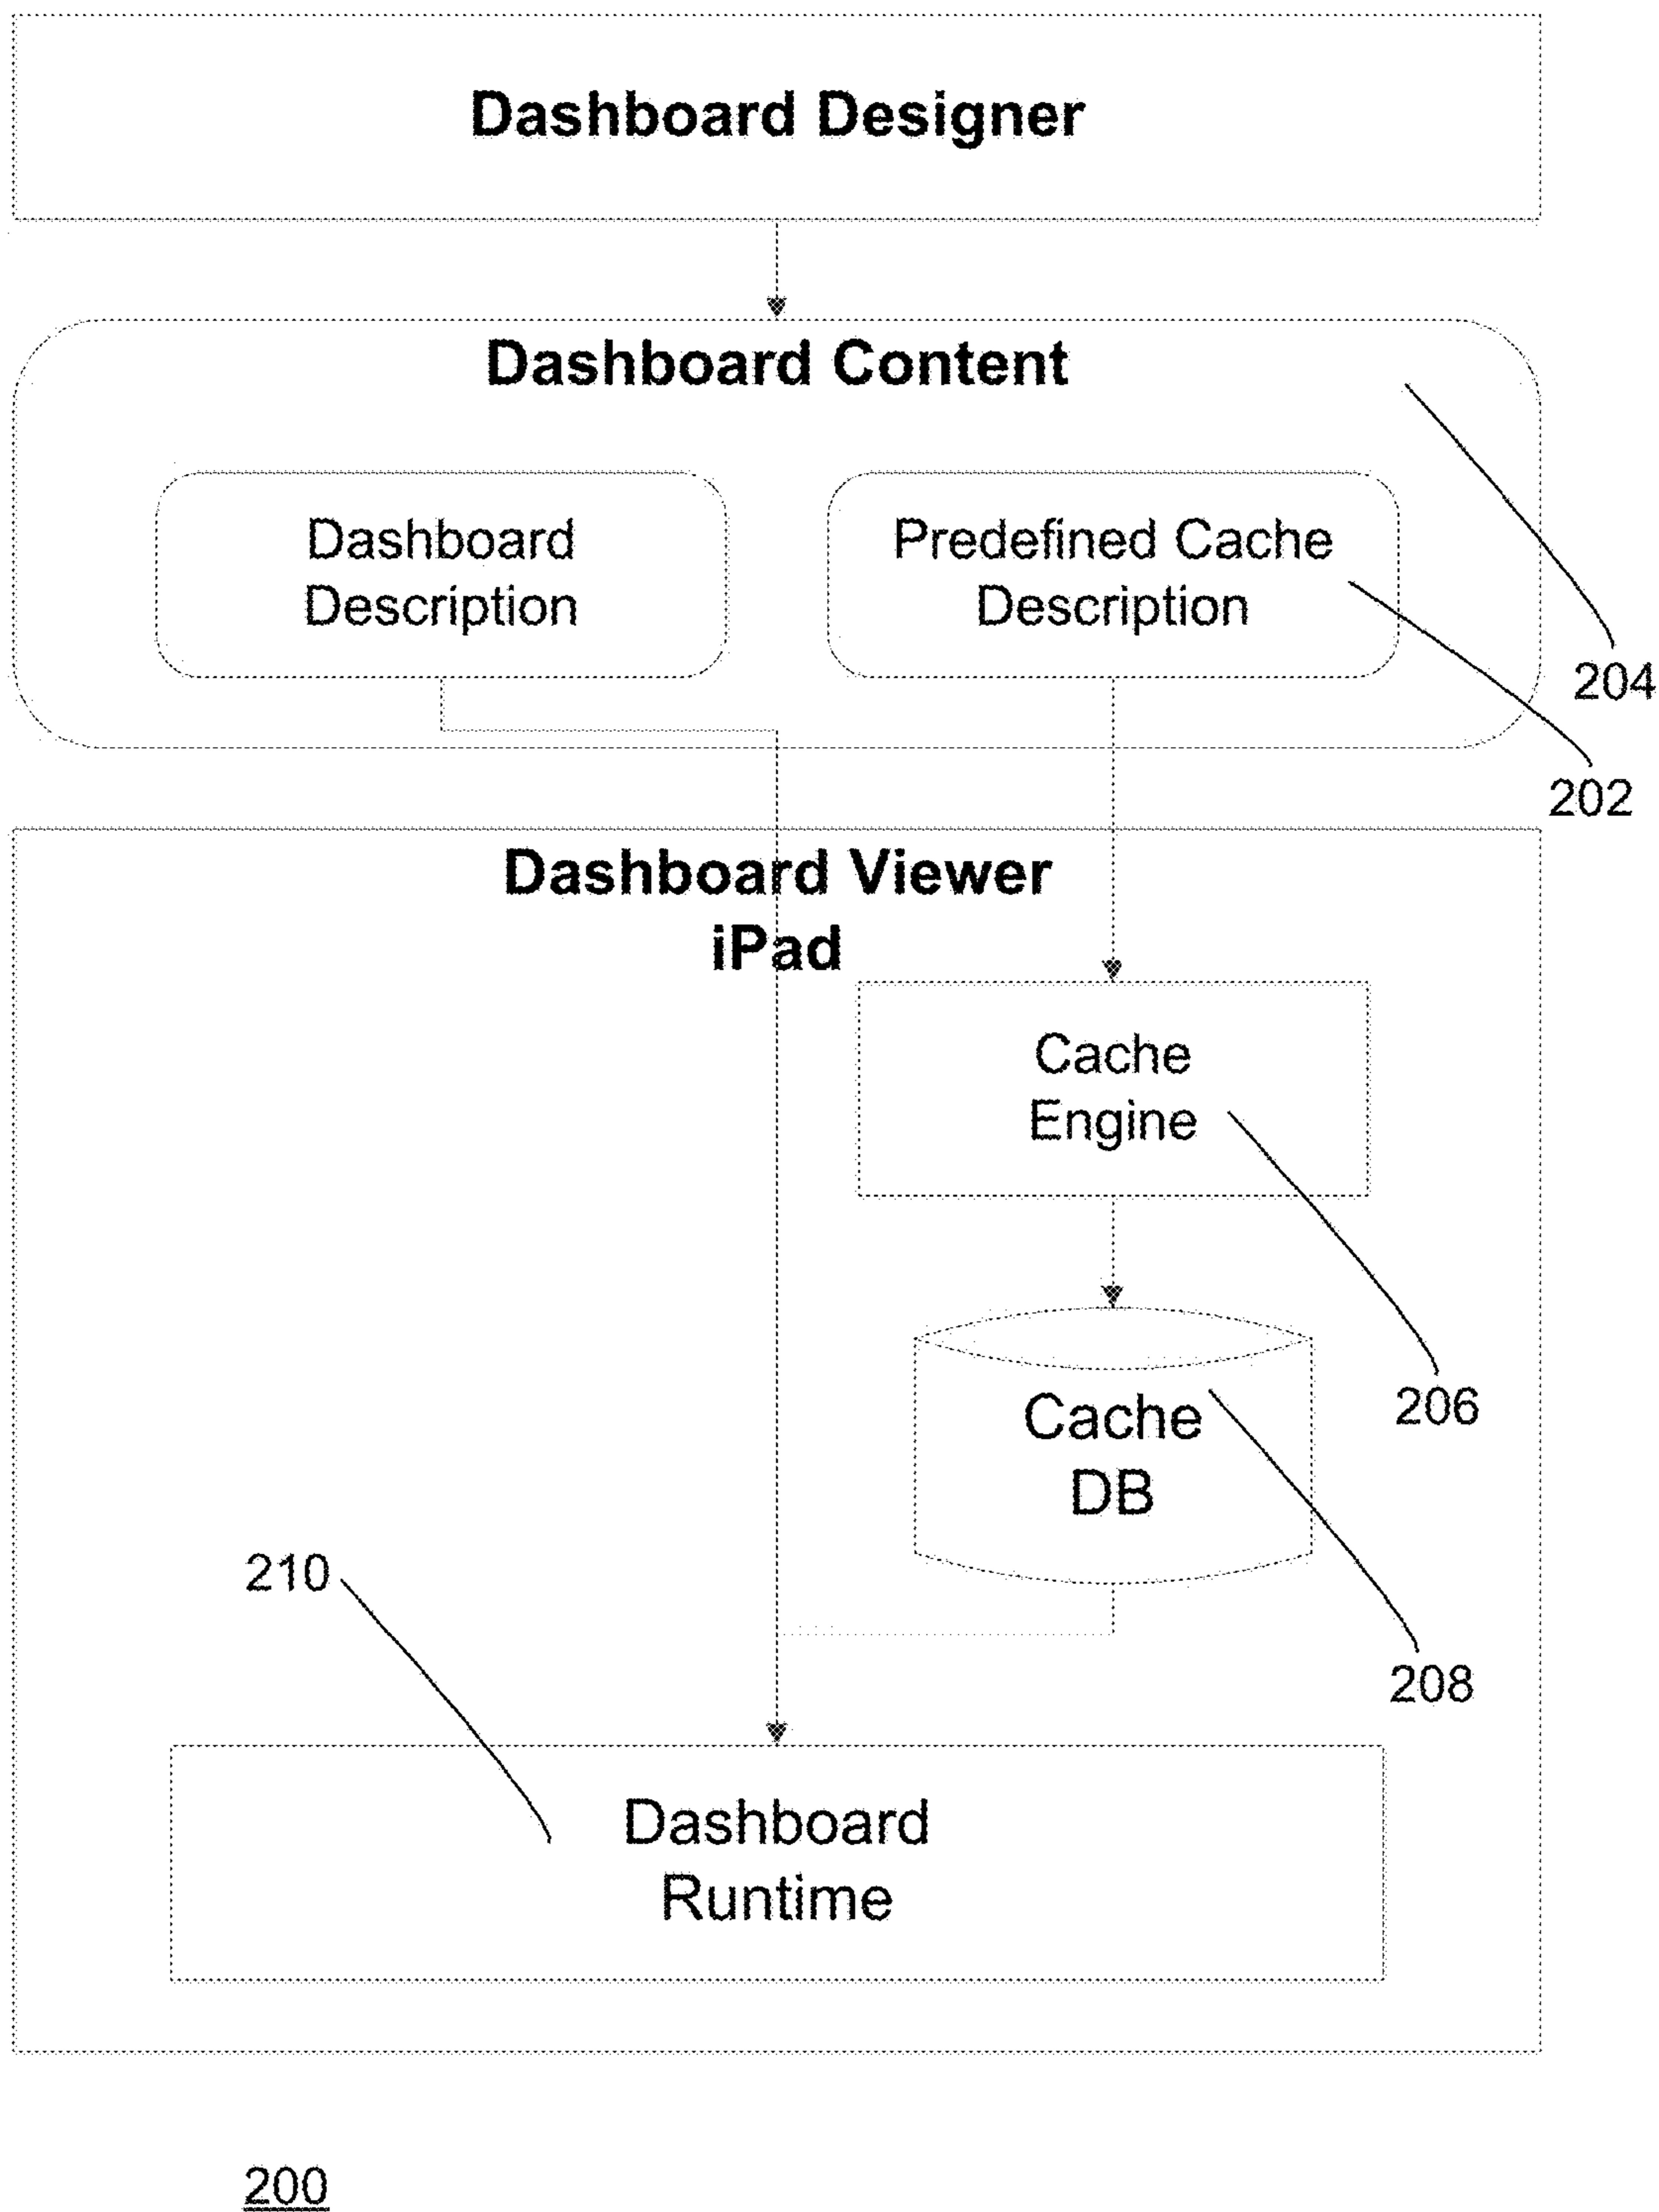 Dashboard Designer
Dashboard Content
Dashboard
Description
Predefined Cache
Description
204
202
Dashboard Viewer
iPad
Cache
Engine
206
Cache
DB
208
210
Dashboard
Runtime
200